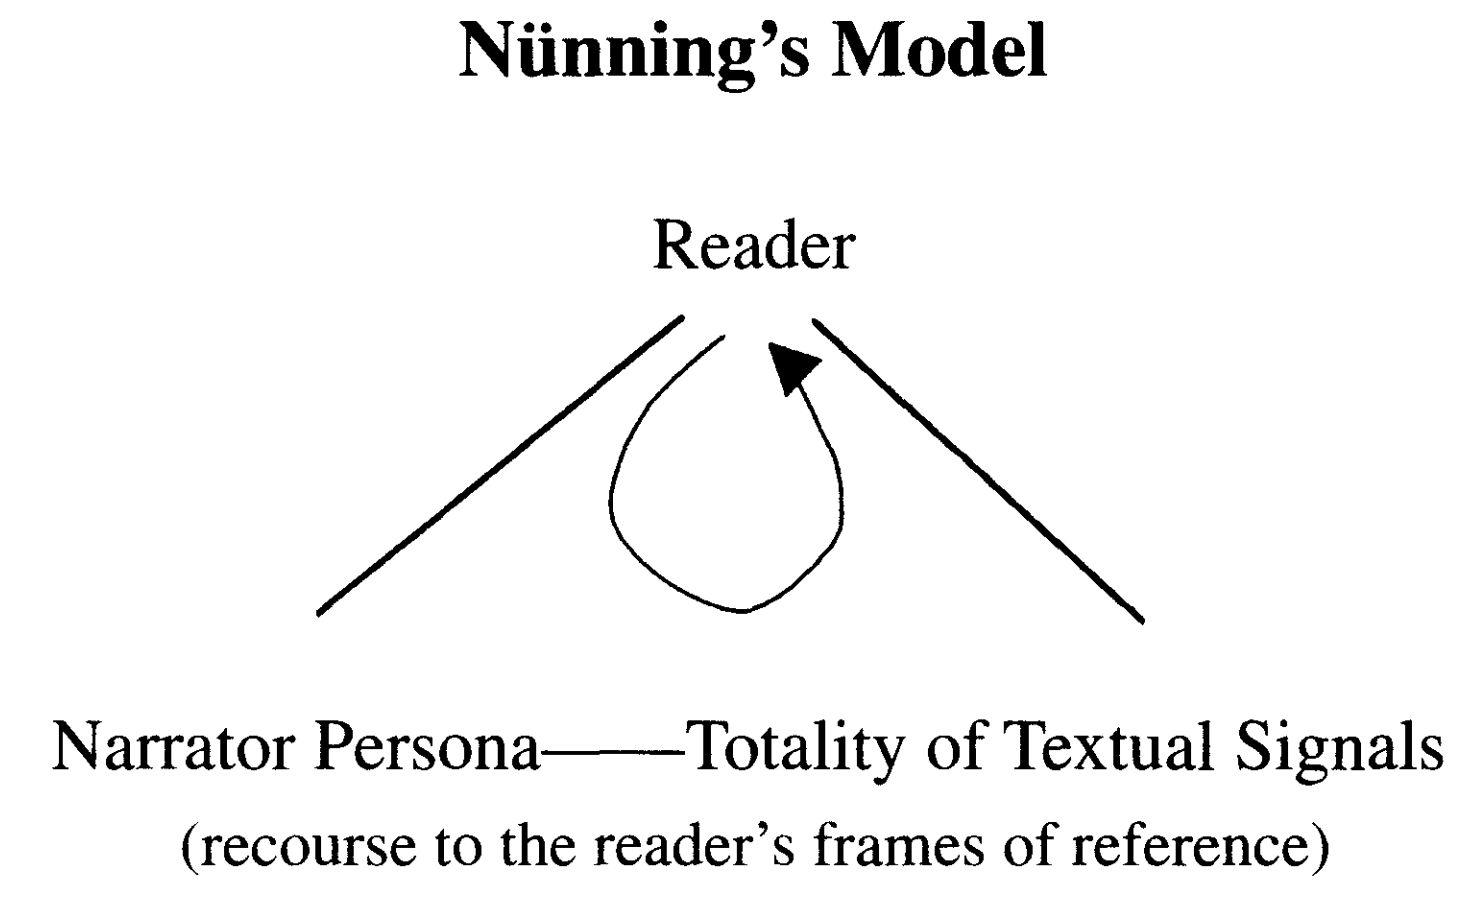 Nünning's Model
Reader
Narrator Persona——Totality of Textual Signals
(recourse to the reader's frames of reference)